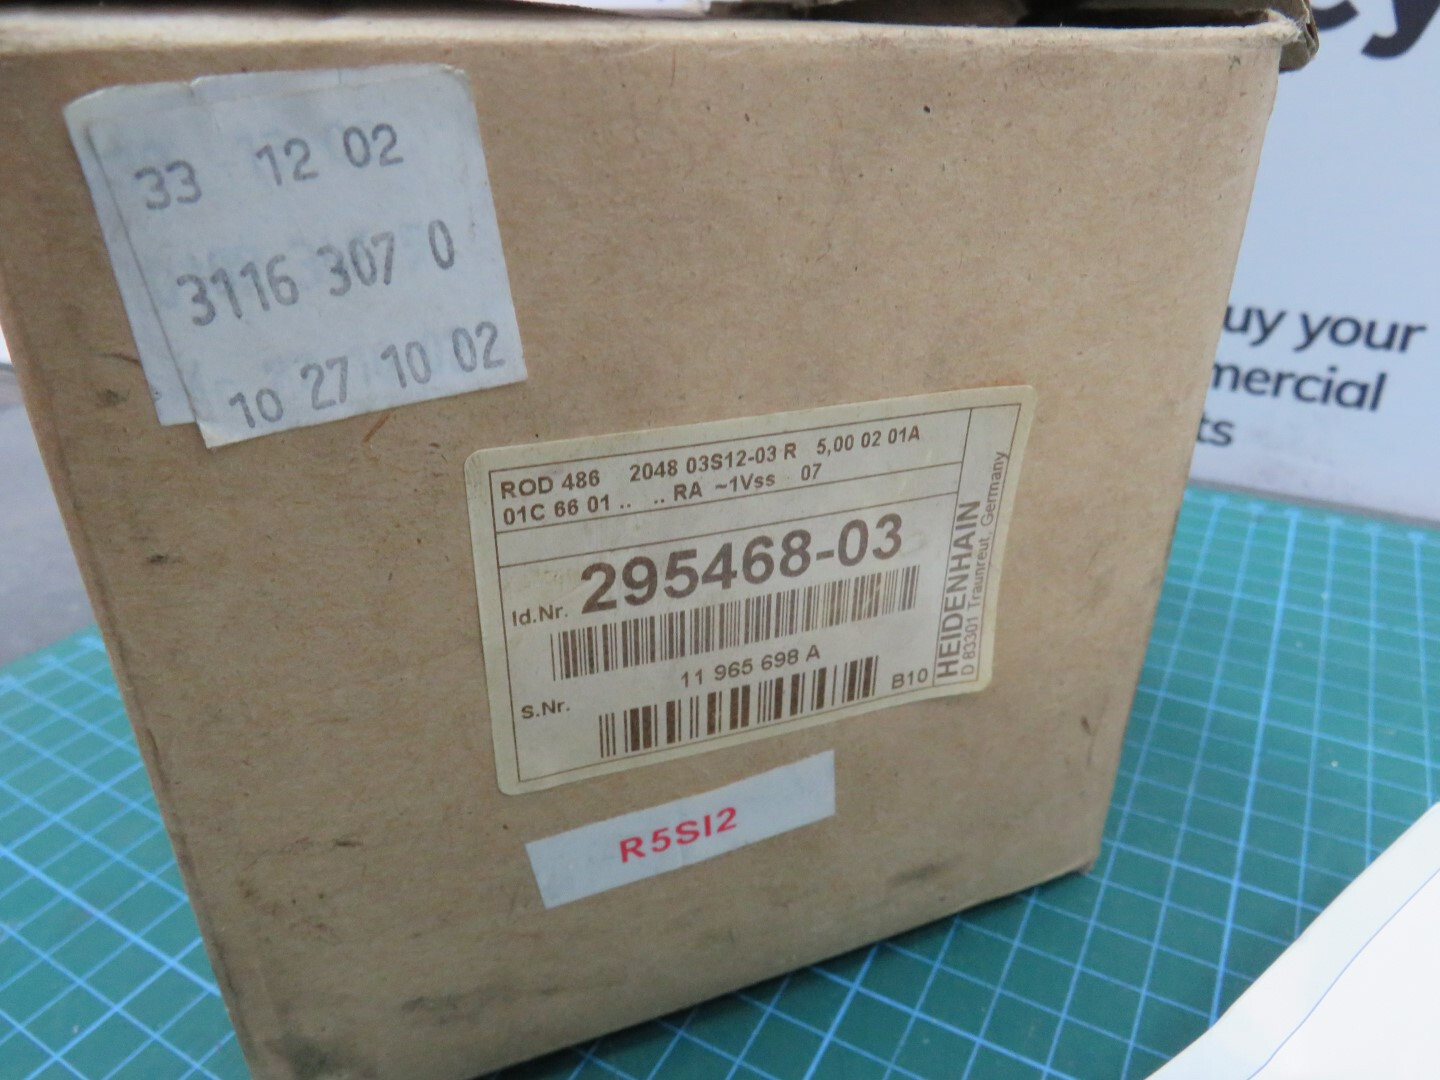 33 12 02
3116 307 0
10 27 10 02
ROD 486 2048 03S12-03 R 5,00 02 01A
01C 66 01 .. .. RA ~1Vss 07
Id.Nr. 295468-03
11 965 698 A
S.Nr.
B10
HEIDENHAIN
D 83301 Traunreut, Germany
R5SI2
uy your
mercial
ts